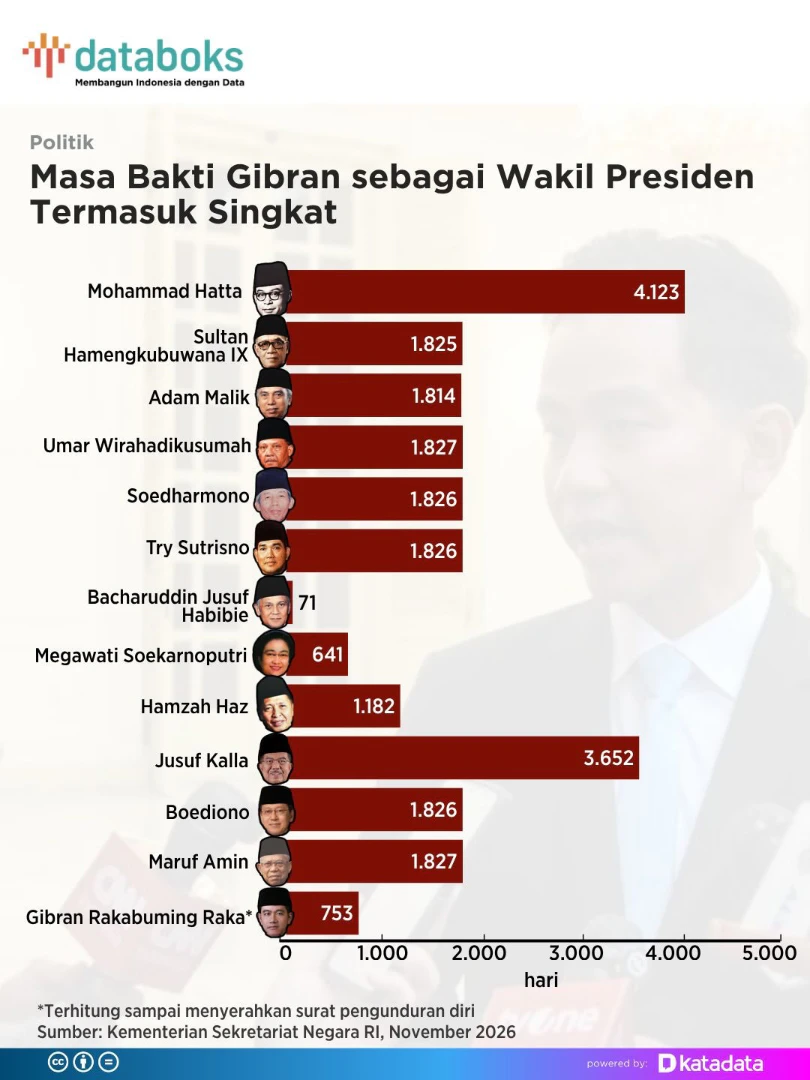 databoks
Membangun Indonesia dengan Data
Politik
Masa Bakti Gibran sebagai Wakil Presiden
Termasuk Singkat
Mohammad Hatta
4.123
Sultan
Hamengkubuwana IX
1.825
Adam Malik
1.814
Umar Wirahadikusumah
1.827
Soedharmono
1.826
Try Sutrisno
1.826
Bacharuddin Jusuf
Habibie
71
Megawati Soekarnoputri
641
Hamzah Haz
1.182
Jusuf Kalla
3.652
Boediono
1.826
Maruf Amin
1.827
Gibran Rakabuming Raka*
753
0 1.000 2.000 3.000 4.000 5.000
hari
tvOne
*Terhitung sampai menyerahkan surat pengunduran diri
Sumber: Kementerian Sekretariat Negara RI, November 2026
cc
powered by: katadata